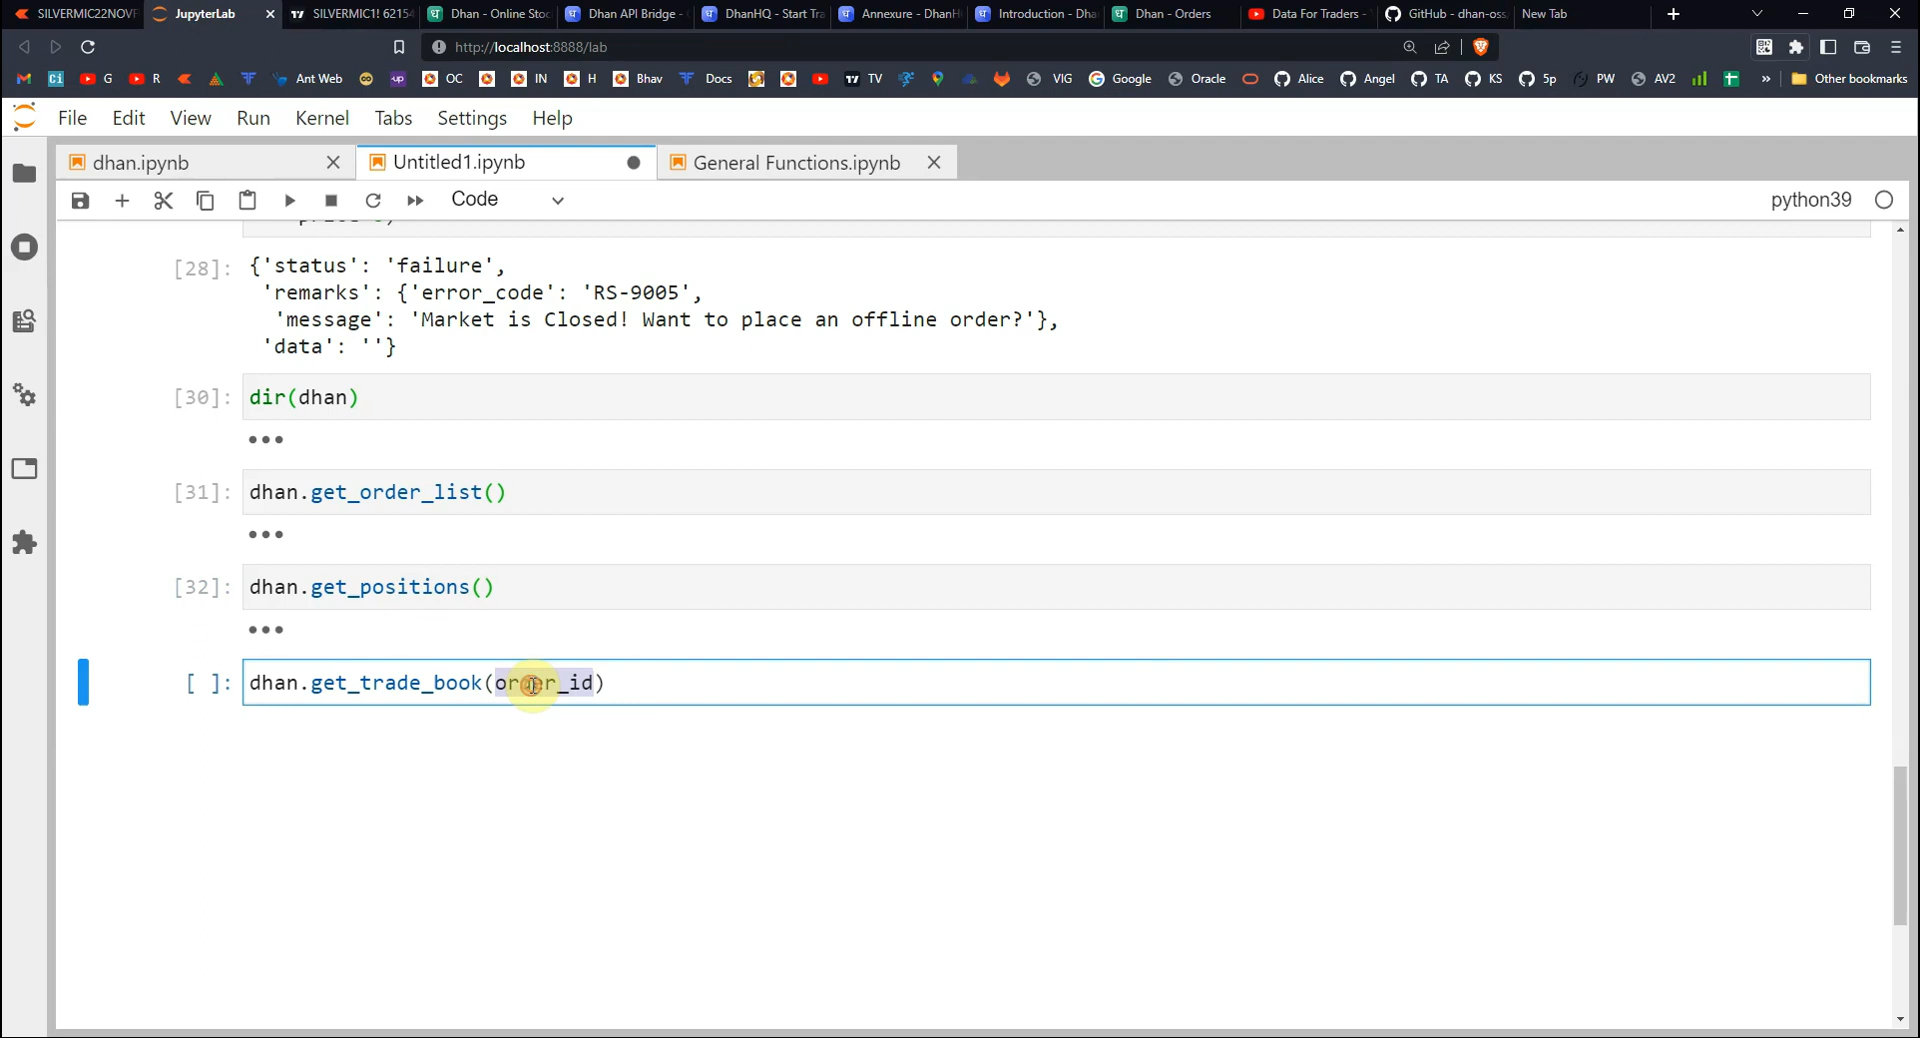 SILVERMIC22NOVF
JupyterLab
SILVERMIC1! 6215
Dhan - Online Stoc
Dhan API Bridge -
DhanHQ - Start Tra
Annexure - DhanH
Introduction - Dha
Dhan - Orders
Data For Traders -
GitHub - dhan-oss
New Tab
http://localhost:8888/lab
G
R
Ant Web
OC
IN
H
Bhav
Docs
TV
VIG
Google
Oracle
Alice
Angel
TA
KS
5p
PW
AV2
»
Other bookmarks
File Edit View Run Kernel Tabs Settings Help
dhan.ipynb
Untitled1.ipynb
General Functions.ipynb
Code
python39
[28]: {'status': 'failure',
'remarks': {'error_code': 'RS-9005',
'message': 'Market is Closed! Want to place an offline order?'},
'data': ''}
[30]: dir(dhan)
•••
[31]: dhan.get_order_list()
•••
[32]: dhan.get_positions()
•••
[ ]: dhan.get_trade_book(order_id)